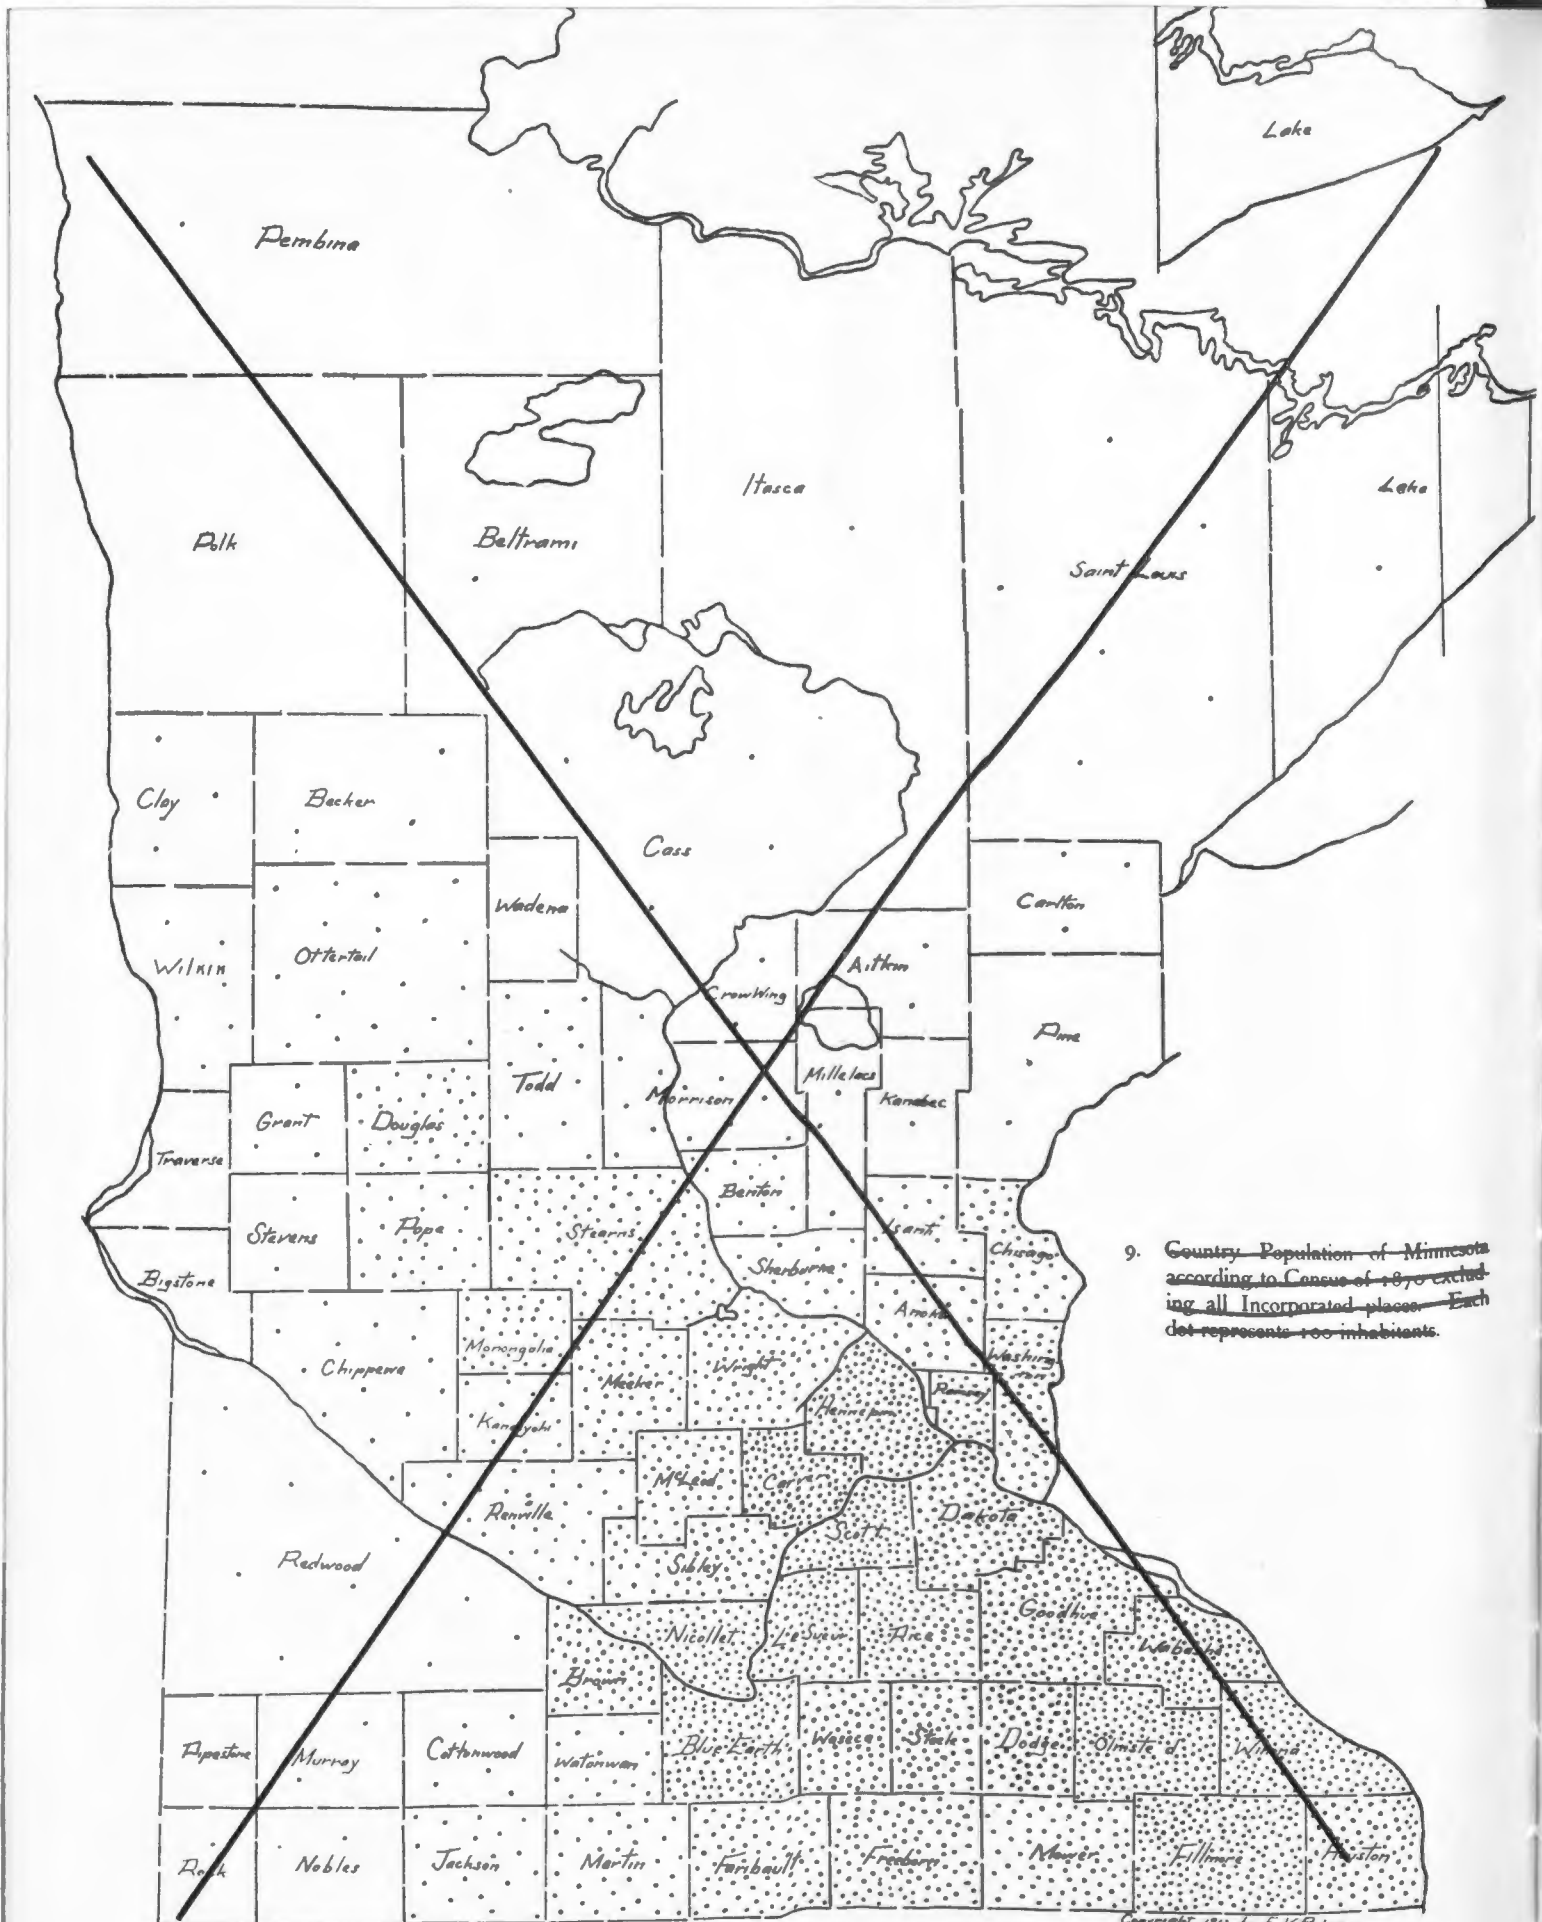 Lake
Pembina
Itasca
Lake
Polk
Beltrami
Saint Louis
Clay
Becker
Cass
Wadena
Carlton
Ottertail
Wilkin
Aitkin
Crow Wing
Pine
Millelacs
Todd
Morrison
Kanabec
Grant
Douglas
Traverse
Benton
Stevens
Pope
Stearns
Isanti
Chisago
Sherburne
Bigstone
Anoka
9. Country Population of Minnesota
according to Census of 1870 exclud
ing all Incorporated places. Each
dot represents 100 inhabitants.
Monongalia
Chippewa
Wright
Washing-
ton
Meeker
Ramsey
Hennepin
Kandiyohi
McLeod
Carver
Renville
Dakota
Scott
Redwood
Sibley
Goodhue
Nicollet
Le Sueur
Rice
Wabasha
Brown
Pipestone
Murray
Cottonwood
Watonwan
Blue Earth
Waseca
Steele
Dodge
Olmsted
Winona
Rock
Nobles
Jackson
Martin
Faribault
Freeborn
Mower
Fillmore
Houston
Copyright